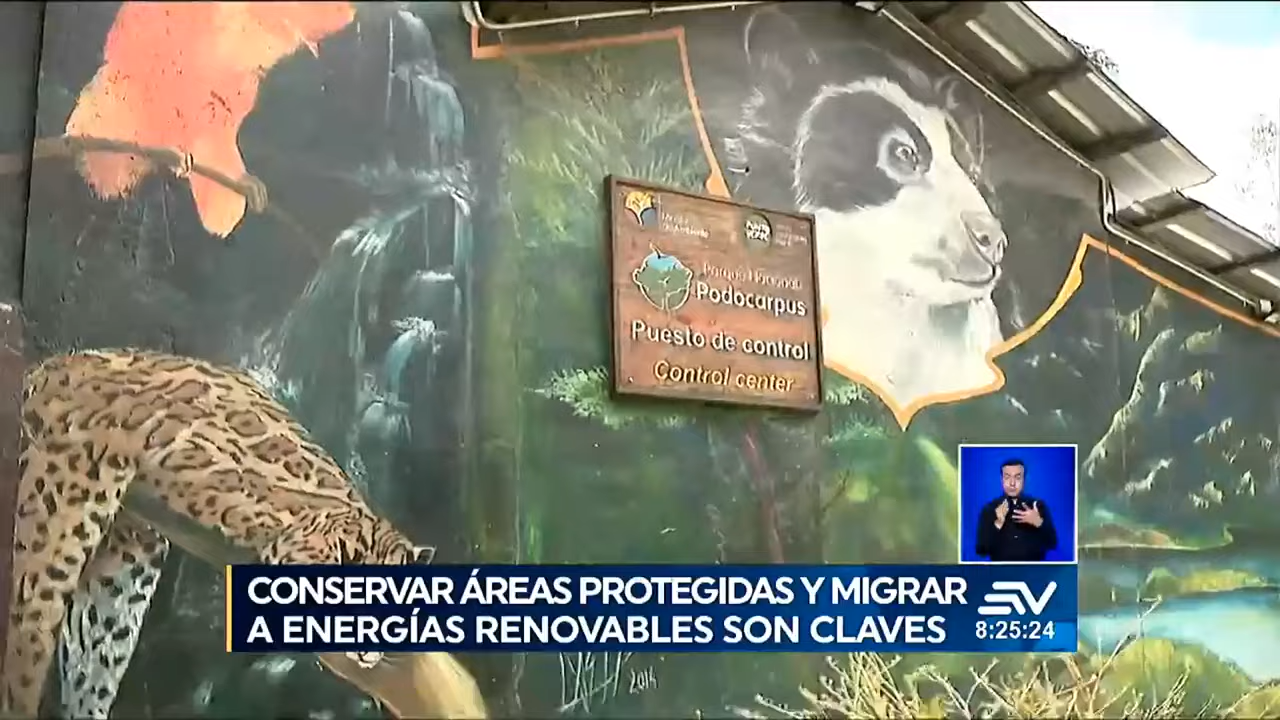 Parque Nacional
Podocarpus
Puesto de control
Control center
CONSERVAR ÁREAS PROTEGIDAS Y MIGRAR
A ENERGÍAS RENOVABLES SON CLAVES
8:25:24
2014